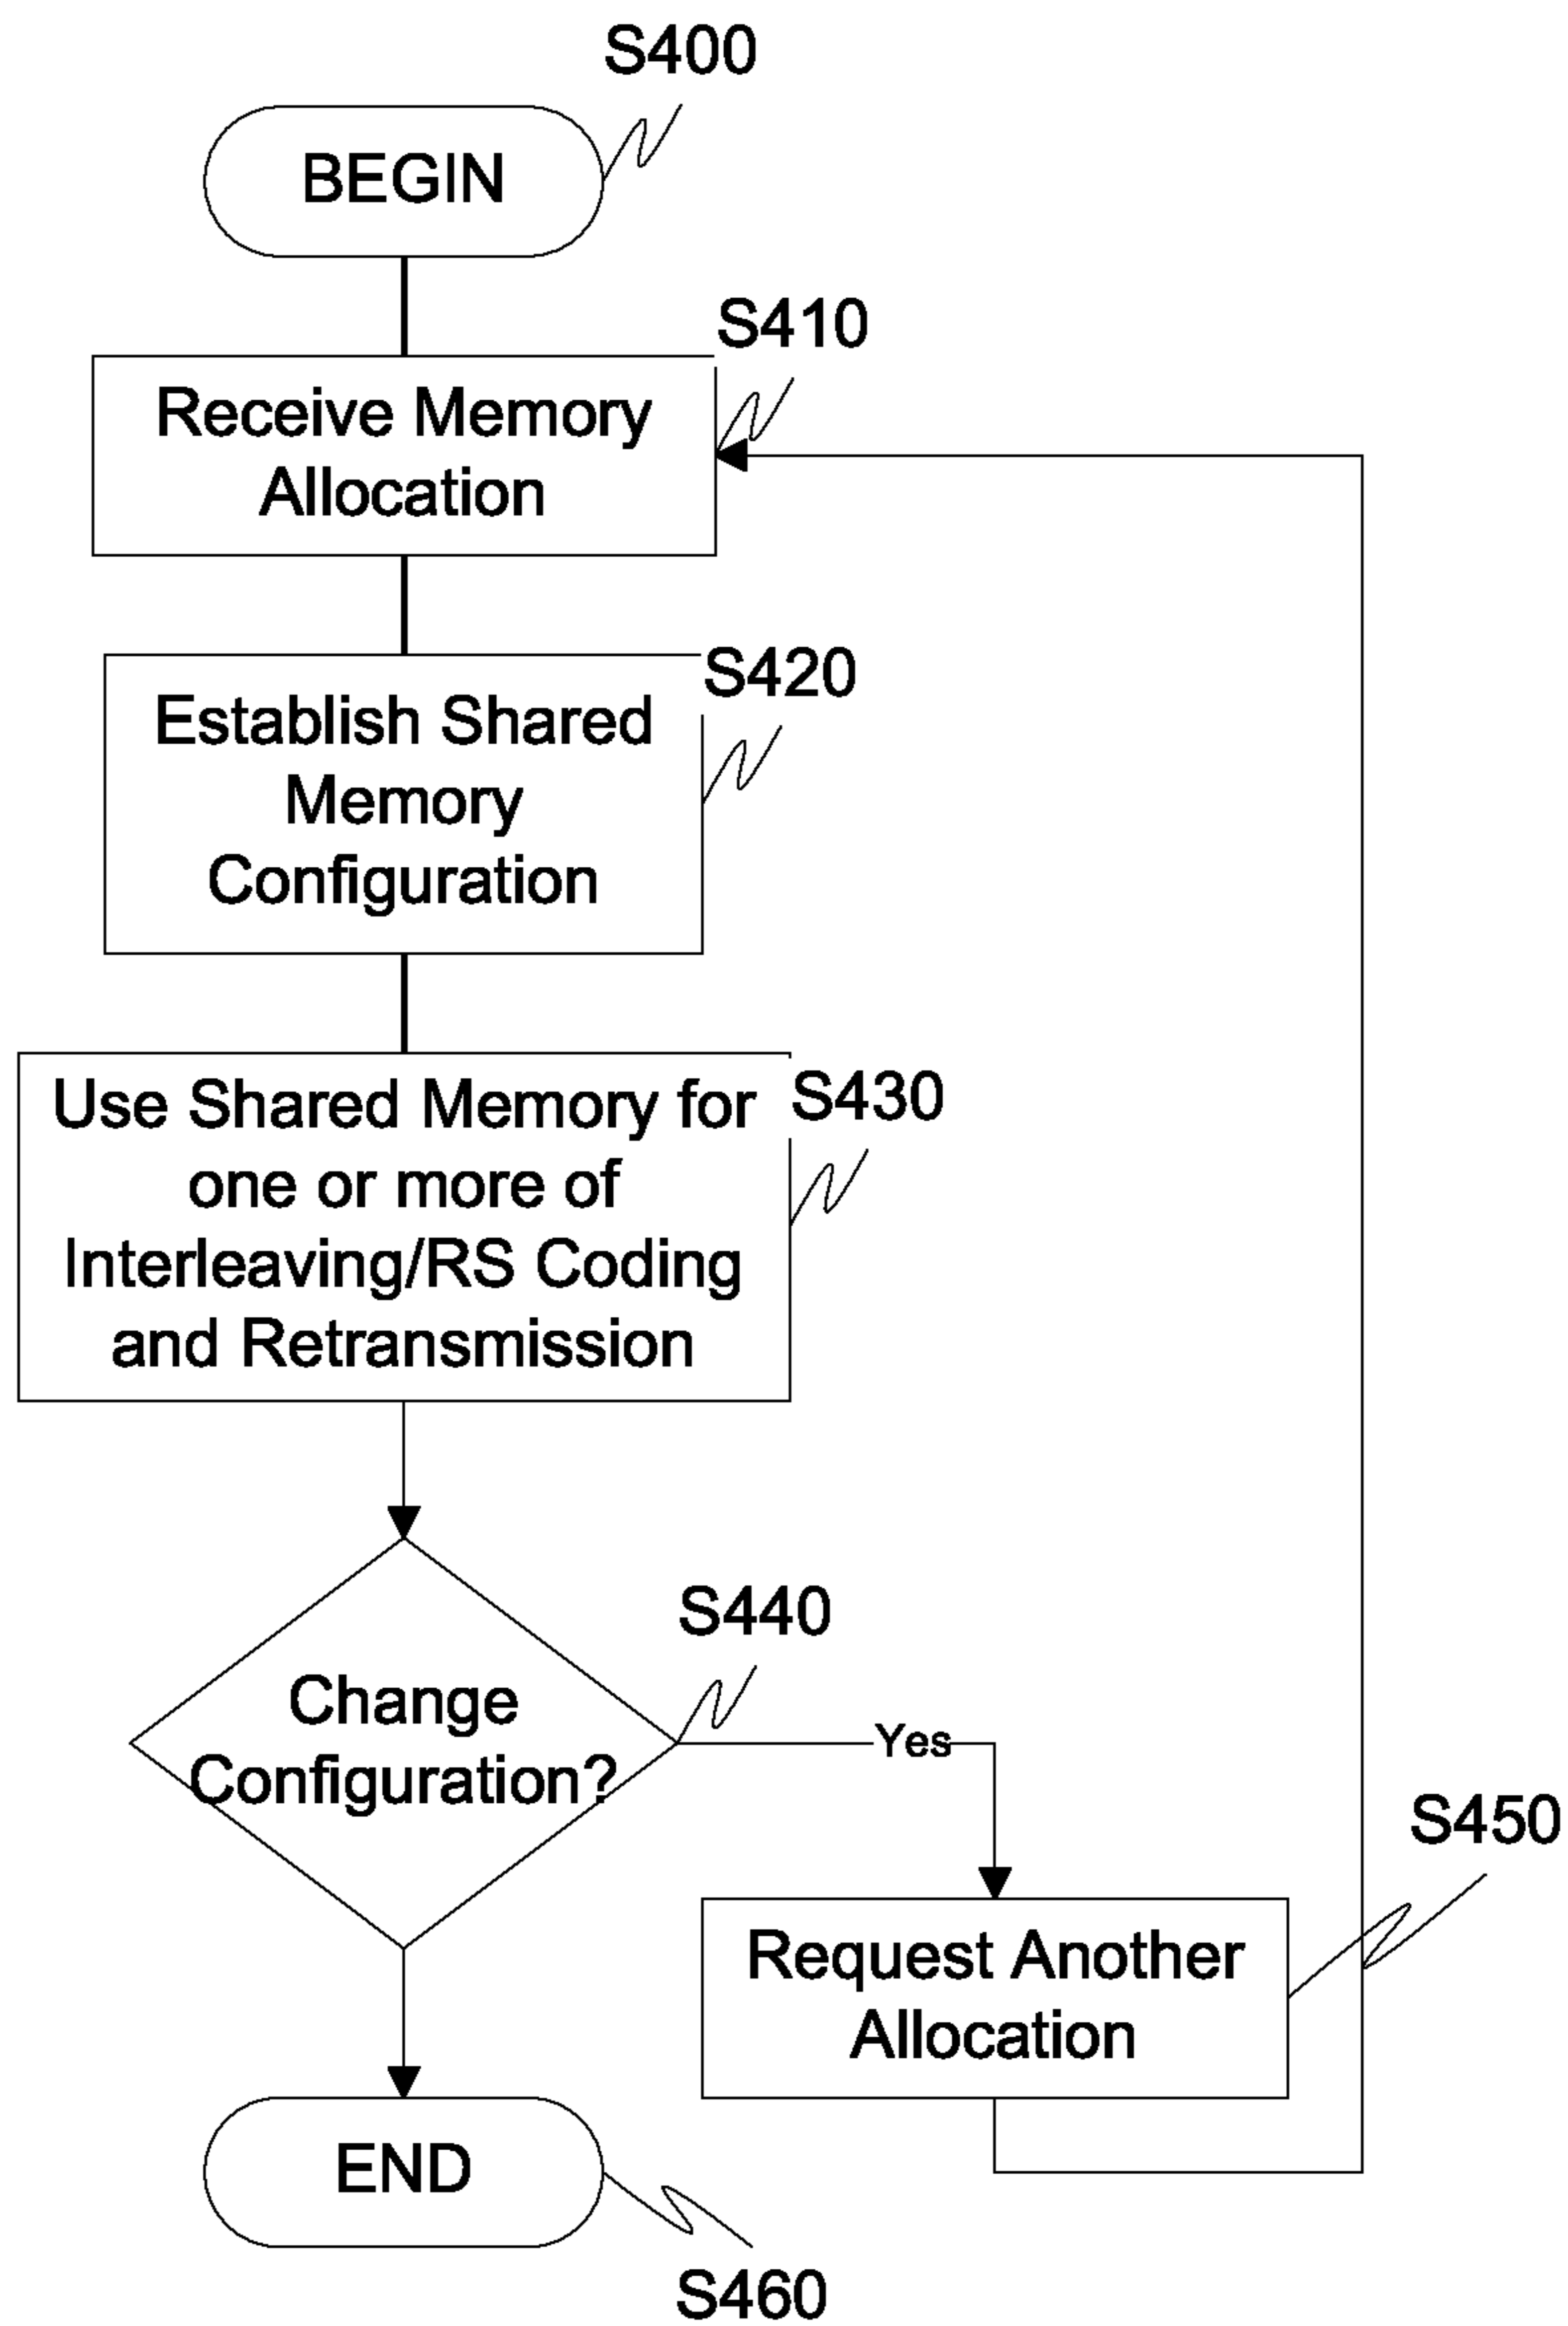 S400
BEGIN
S410
Receive Memory
Allocation
S420
Establish Shared
Memory
Configuration
S430
Use Shared Memory for
one or more of
Interleaving/RS Coding
and Retransmission
S440
Change
Configuration?
Yes
S450
Request Another
Allocation
END
S460